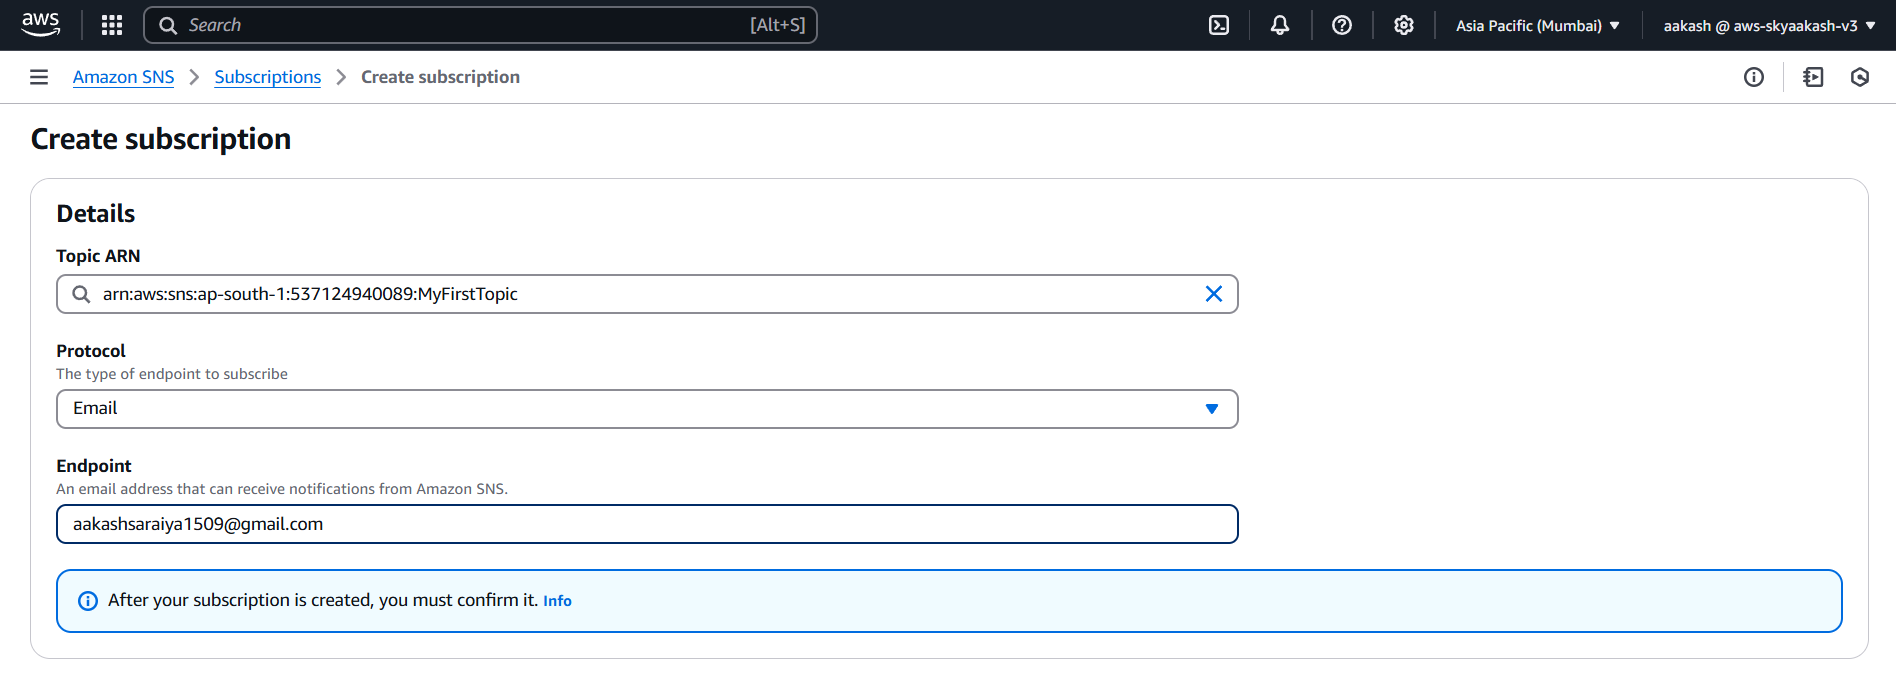 aws
Search [Alt+S]
Asia Pacific (Mumbai)
aakash @ aws-skyaakash-v3
Amazon SNS
Subscriptions
Create subscription
Create subscription
Details
Topic ARN
arn:aws:sns:ap-south-1:537124940089:MyFirstTopic
Protocol
The type of endpoint to subscribe
Email
Endpoint
An email address that can receive notifications from Amazon SNS.
aakashsaraiya1509@gmail.com
After your subscription is created, you must confirm it. Info